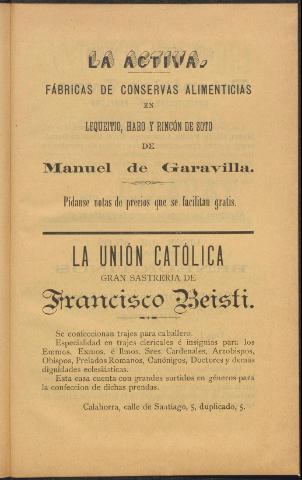 LA ACTIVA.
FÁBRICAS DE CONSERVAS ALIMENTICIAS
EN
LEQUEITIO, HARO Y RINCÓN DE SOTO
DE
Manuel de Garavilla.
Pídanse notas de precios que se facilitan gratis.
LA UNIÓN CATÓLICA
GRAN SASTRERIA DE
Francisco Beisti.
Se confeccionan trajes para caballero.
Especialidad en trajes clericales é insignias para los
Emmos. Exmos. é Ilmos. Sres. Cardenales, Arzobispos,
Obispos, Prelados Romanos, Canónigos, Doctores y demás
dignidades eclesiásticas.
Esta casa cuenta con grandes surtidos en géneros para
la confeccion de dichas prendas.
Calahorra, calle de Santiago, 5, duplicado, 5.